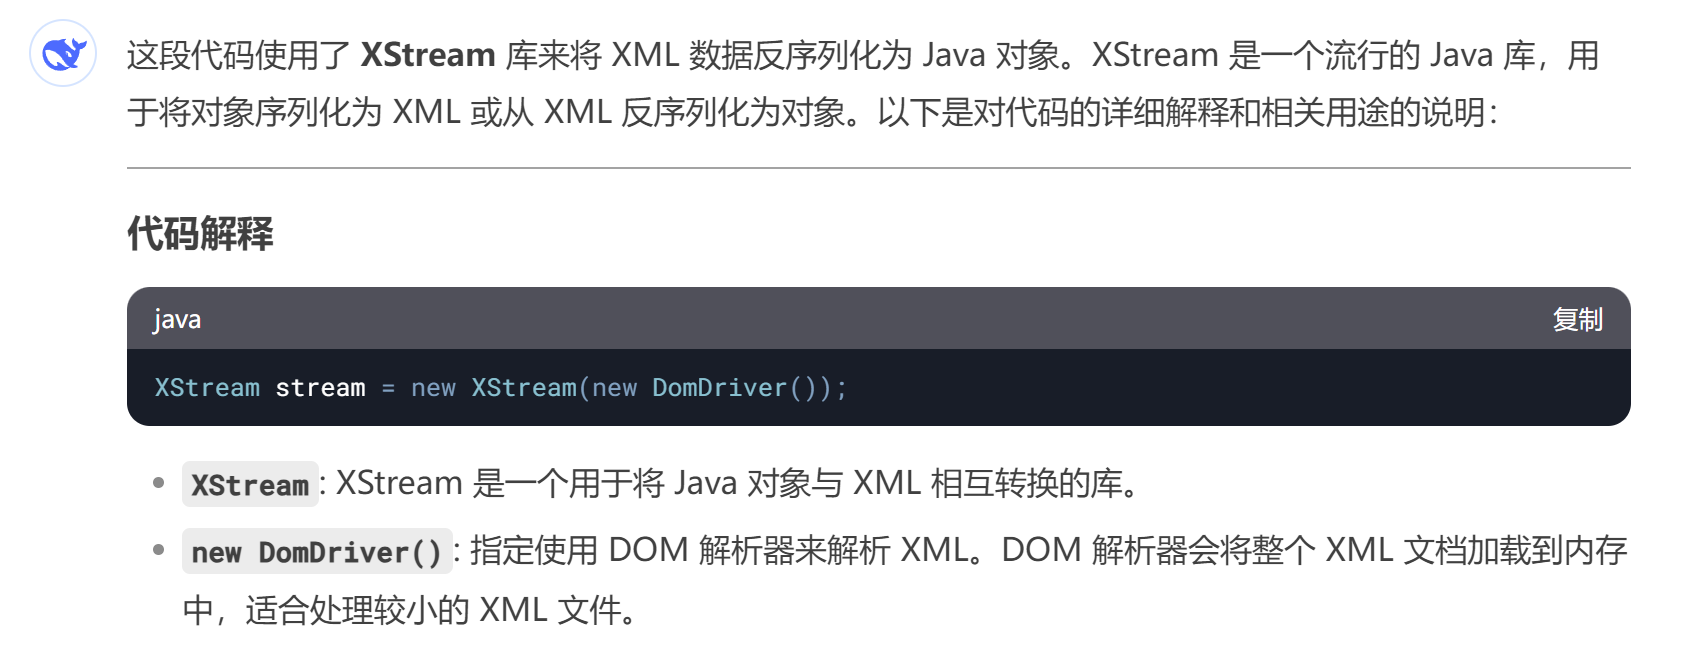 这段代码使用了 XStream 库来将 XML 数据反序列化为 Java 对象。XStream 是一个流行的 Java 库，用
于将对象序列化为 XML 或从 XML 反序列化为对象。以下是对代码的详细解释和相关用途的说明：
代码解释
java 复制
XStream stream = new XStream(new DomDriver());
XStream: XStream 是一个用于将 Java 对象与 XML 相互转换的库。
new DomDriver(): 指定使用 DOM 解析器来解析 XML。DOM 解析器会将整个 XML 文档加载到内存
中，适合处理较小的 XML 文件。